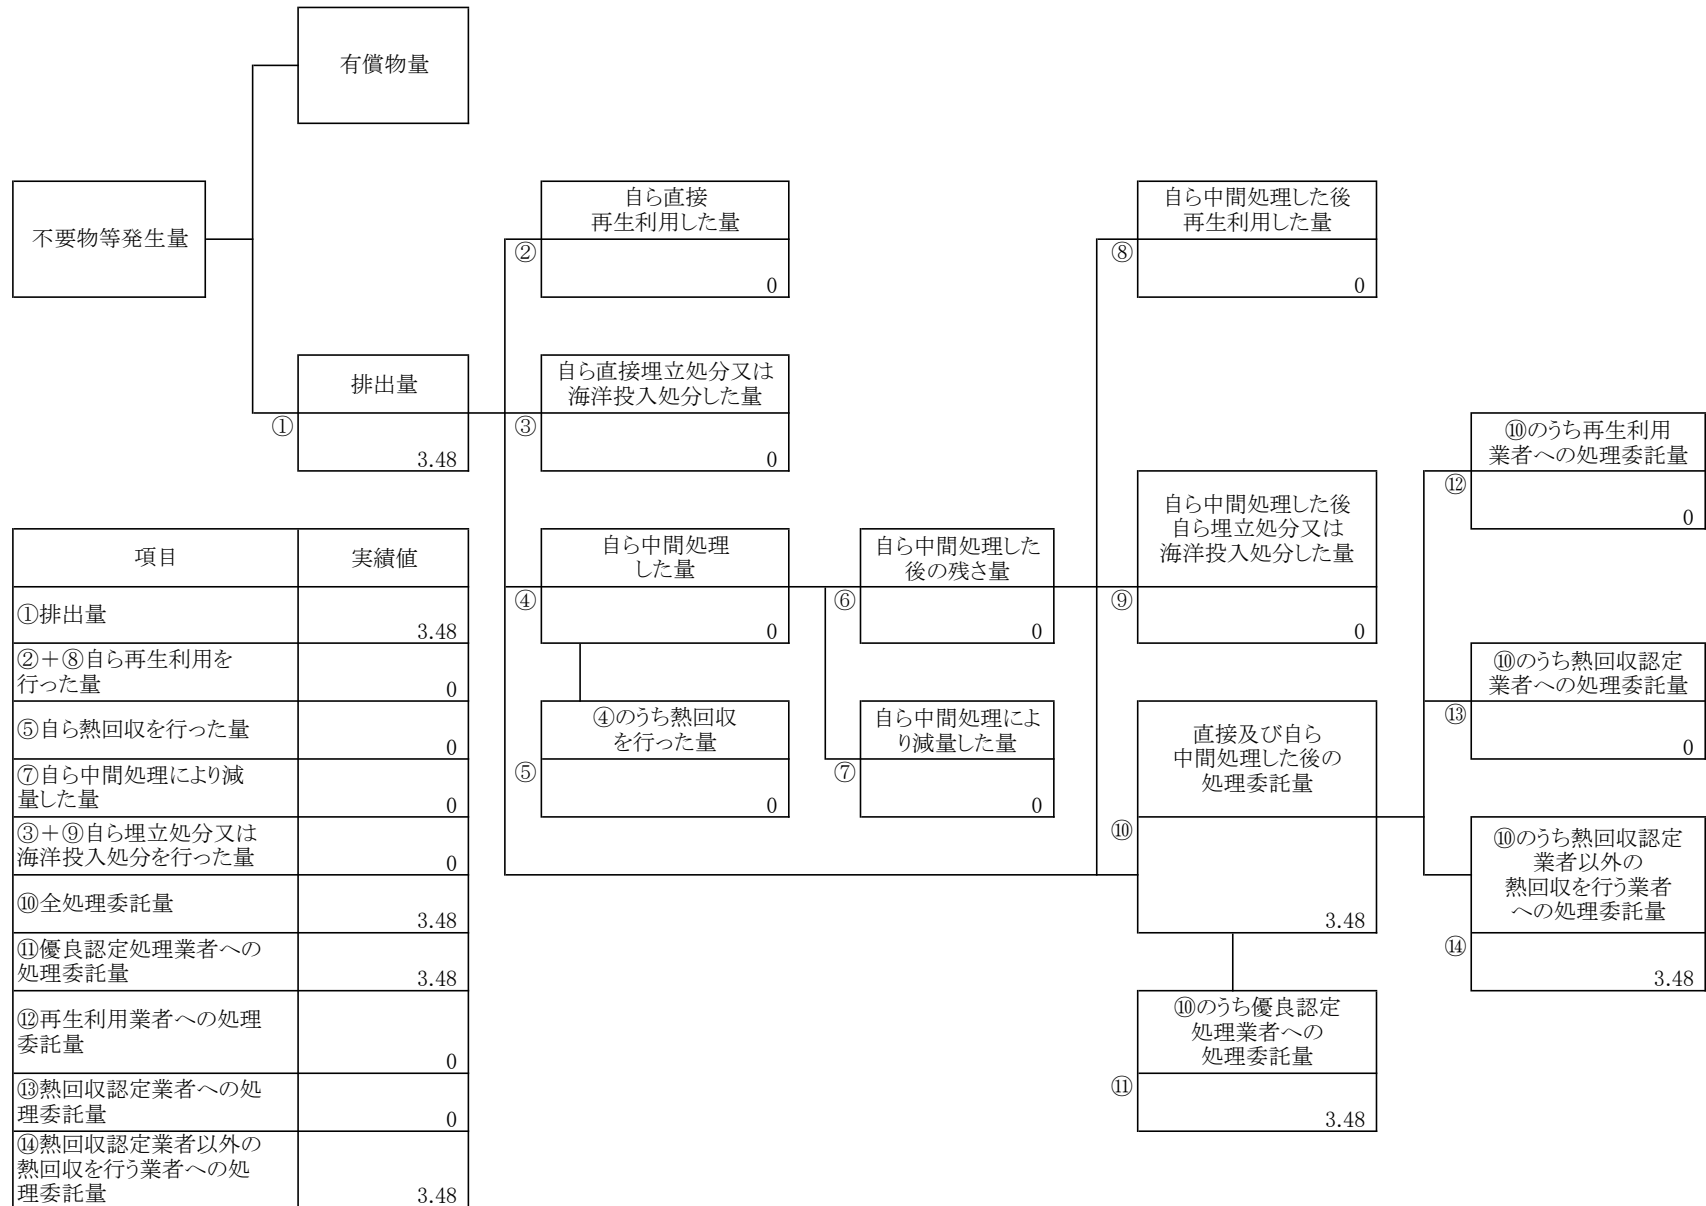 有償物量
不要物等発生量
自ら直接
再生利用した量
②
0
自ら中間処理した後
再生利用した量
⑧
0
排出量
①
3.48
自ら直接埋立処分又は
海洋投入処分した量
③
0
⑩のうち再生利用
業者への処理委託量
⑫
0
自ら中間処理した後
自ら埋立処分又は
海洋投入処分した量
⑨
0
自ら中間処理
した量
④
0
自ら中間処理した
後の残さ量
⑥
0
⑩のうち熱回収認定
業者への処理委託量
⑬
0
④のうち熱回収
を行った量
⑤
0
自ら中間処理によ
り減量した量
⑦
0
直接及び自ら
中間処理した後の
処理委託量
⑩
3.48
⑩のうち熱回収認定
業者以外の
熱回収を行う業者
への処理委託量
⑭
3.48
⑩のうち優良認定
処理業者への
処理委託量
⑪
3.48
項目 実績値
①排出量 3.48
②+⑧自ら再生利用を
行った量 0
⑤自ら熱回収を行った量 0
⑦自ら中間処理により減
量した量 0
③+⑨自ら埋立処分又は
海洋投入処分を行った量 0
⑩全処理委託量 3.48
⑪優良認定処理業者への
処理委託量 3.48
⑫再生利用業者への処理
委託量 0
⑬熱回収認定業者への処
理委託量 0
⑭熱回収認定業者以外の
熱回収を行う業者への処
理委託量 3.48